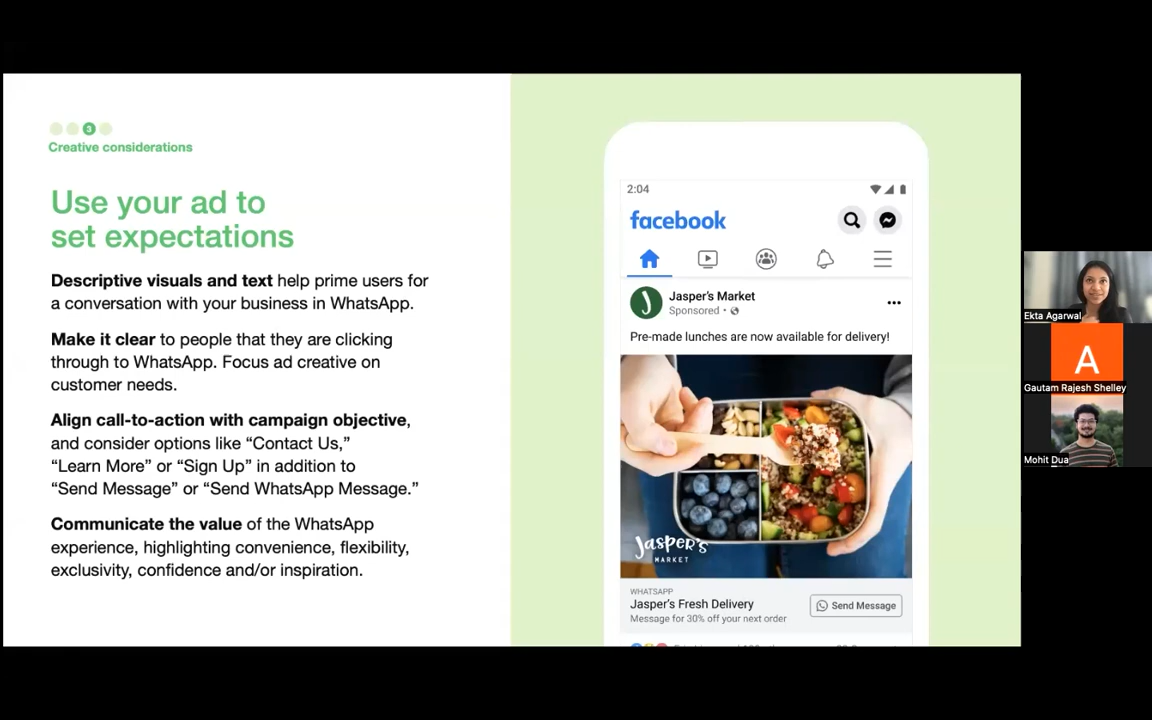 3
Creative considerations
Use your ad to
set expectations
Descriptive visuals and text help prime users for
a conversation with your business in WhatsApp.
Make it clear to people that they are clicking
through to WhatsApp. Focus ad creative on
customer needs.
Align call-to-action with campaign objective,
and consider options like “Contact Us,”
“Learn More” or “Sign Up” in addition to
“Send Message” or “Send WhatsApp Message.”
Communicate the value of the WhatsApp
experience, highlighting convenience, flexibility,
exclusivity, confidence and/or inspiration.
2:04
facebook
J
Jasper's Market
Sponsored
Pre-made lunches are now available for delivery!
Jasper's
MARKET
WHATSAPP
Jasper's Fresh Delivery
Message for 30% off your next order
Send Message
Ekta Agarwal
A
Gautam Rajesh Shelley
Mohit Dua